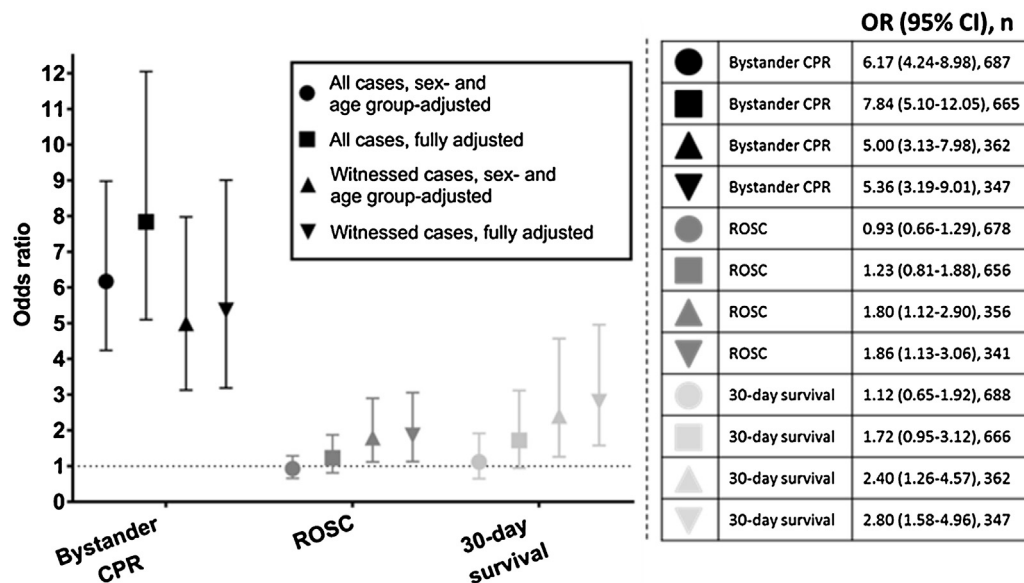 Odds ratio
12
11
10
9
8
7
6
5
4
3
2
1
0
Bystander
CPR
ROSC
30-day
survival
All cases, sex- and
age group-adjusted
All cases, fully adjusted
Witnessed cases, sex- and
age group-adjusted
Witnessed cases, fully adjusted
OR (95% CI), n
Bystander CPR 6.17 (4.24-8.98), 687
Bystander CPR 7.84 (5.10-12.05), 665
Bystander CPR 5.00 (3.13-7.98), 362
Bystander CPR 5.36 (3.19-9.01), 347
ROSC 0.93 (0.66-1.29), 678
ROSC 1.23 (0.81-1.88), 656
ROSC 1.80 (1.12-2.90), 356
ROSC 1.86 (1.13-3.06), 341
30-day survival 1.12 (0.65-1.92), 688
30-day survival 1.72 (0.95-3.12), 666
30-day survival 2.40 (1.26-4.57), 362
30-day survival 2.80 (1.58-4.96), 347